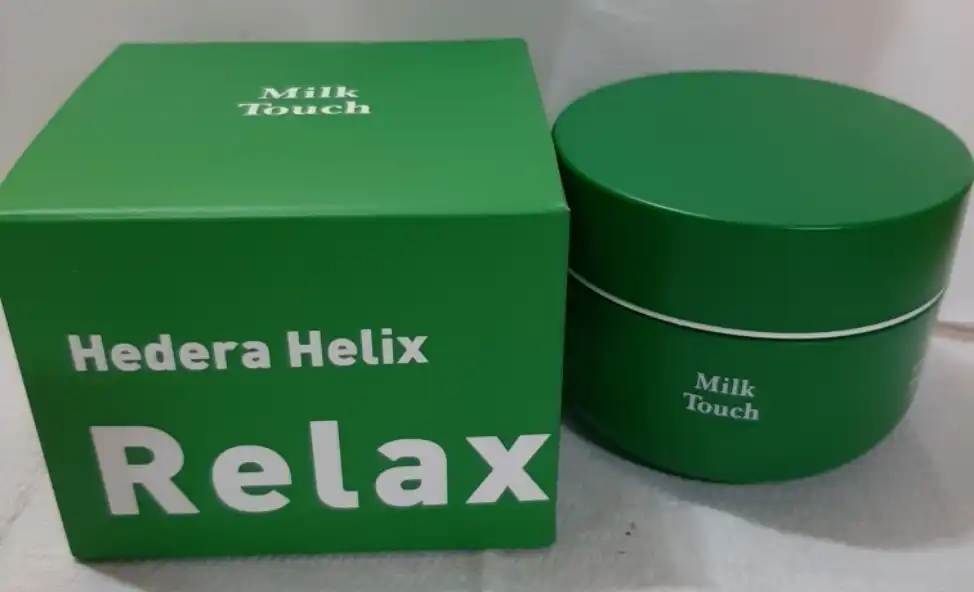 Milk
Touch
Hedera Helix
Relax
Milk
Touch